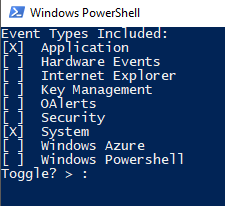 Windows PowerShell
Event Types Included:
[X] Application
[ ] Hardware Events
[ ] Internet Explorer
[ ] Key Management
[ ] OAlerts
[ ] Security
[X] System
[ ] Windows Azure
[ ] Windows Powershell
Toggle? > :